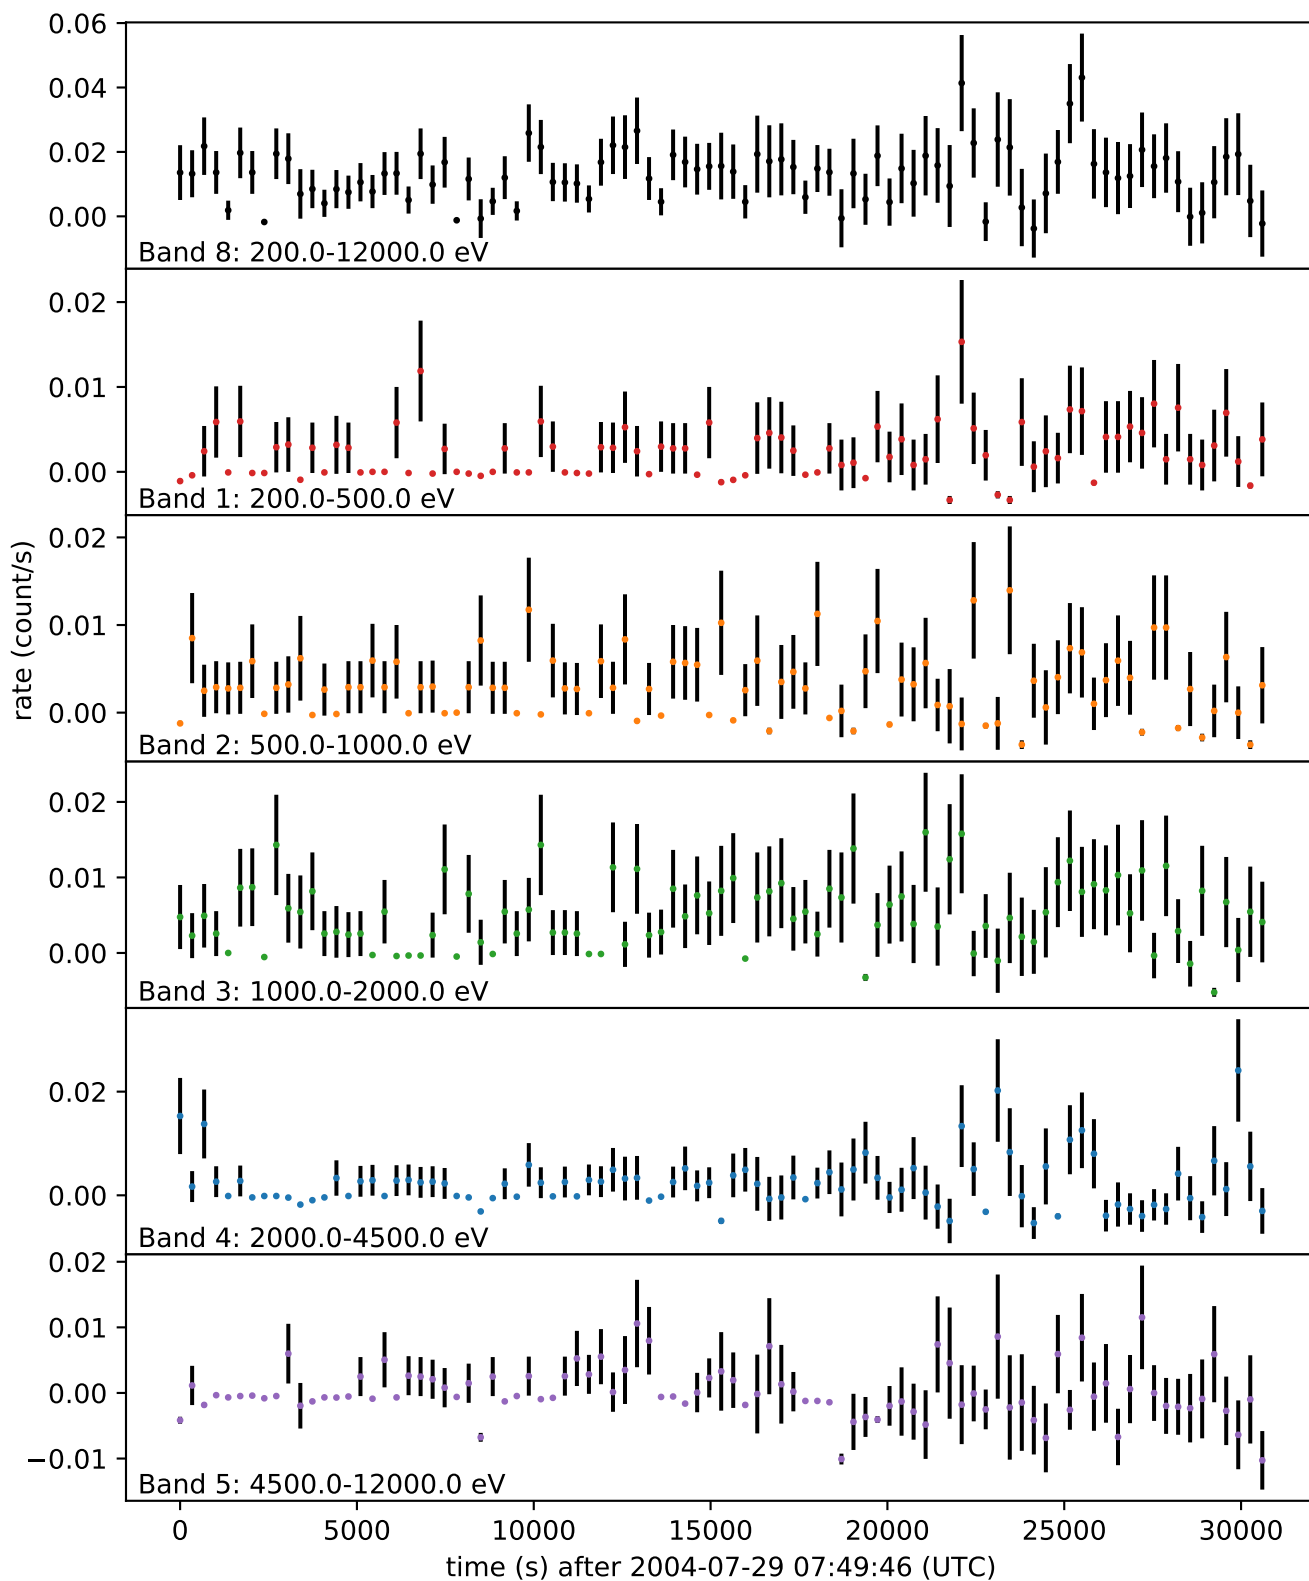 0.06
0.04
0.02
0.00
Band 8: 200.0-12000.0 eV
0.02
0.01
0.00
Band 1: 200.0-500.0 eV
0.02
0.01
0.00
Band 2: 500.0-1000.0 eV
rate (count/s)
0.02
0.01
0.00
Band 3: 1000.0-2000.0 eV
0.02
0.00
Band 4: 2000.0-4500.0 eV
0.02
0.01
0.00
−0.01
Band 5: 4500.0-12000.0 eV
0 5000 10000 15000 20000 25000 30000
time (s) after 2004-07-29 07:49:46 (UTC)